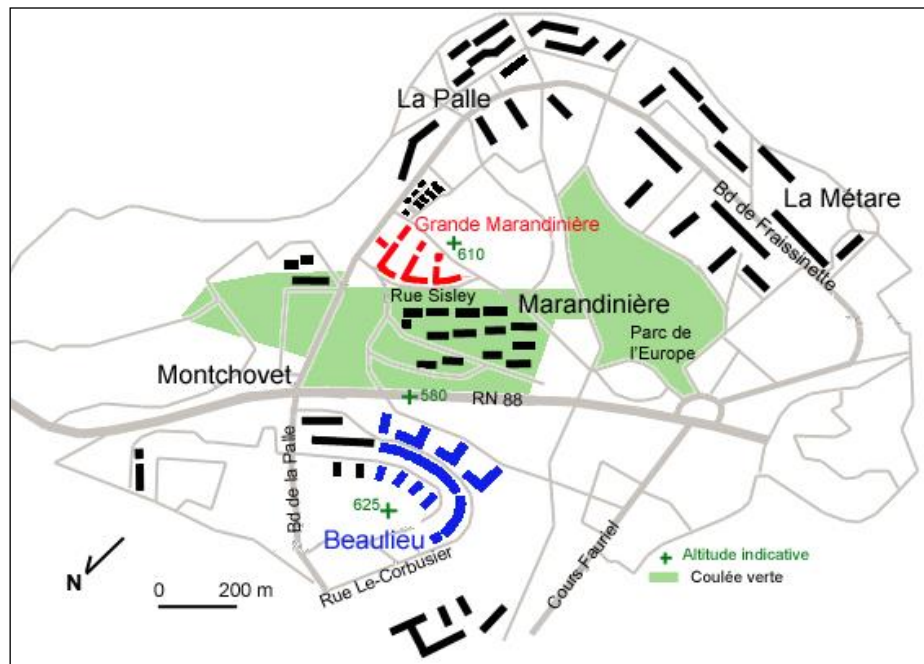 La Palle
La Métare
Bd de Fraissinette
Grande Marandinière
610
Rue Sisley
Marandinière
Parc de
l'Europe
Montchovet
580
RN 88
Bd de la Palle
625
Beaulieu
Rue Le-Corbusier
Cours Fauriel
Altitude indicative
Coulée verte
N
0
200 m